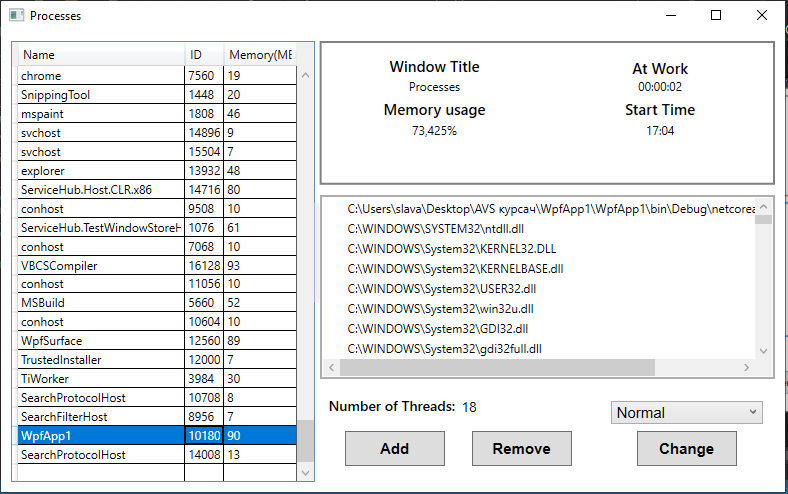 Processes
Name ID Memory(ME
chrome 7560 19
SnippingTool 1448 20
mspaint 1808 46
svchost 14896 9
svchost 15504 7
explorer 13932 48
ServiceHub.Host.CLR.x86 14716 80
conhost 9508 10
ServiceHub.TestWindowStoreH 1076 61
conhost 7068 10
VBCSCompiler 16128 93
conhost 11056 10
MSBuild 5660 52
conhost 10604 10
WpfSurface 12560 89
TrustedInstaller 12000 7
TiWorker 3984 30
SearchProtocolHost 10708 8
SearchFilterHost 8956 7
WpfApp1 10180 90
SearchProtocolHost 14008 13
Window Title
Processes
Memory usage
73,425%
At Work
00:00:02
Start Time
17:04
C:\Users\slava\Desktop\AVS курсач\WpfApp1\WpfApp1\bin\Debug\netcorea
C:\WINDOWS\SYSTEM32\ntdll.dll
C:\WINDOWS\System32\KERNEL32.DLL
C:\WINDOWS\System32\KERNELBASE.dll
C:\WINDOWS\System32\USER32.dll
C:\WINDOWS\System32\win32u.dll
C:\WINDOWS\System32\GDI32.dll
C:\WINDOWS\System32\gdi32full.dll
Number of Threads: 18
Normal
Add Remove Change